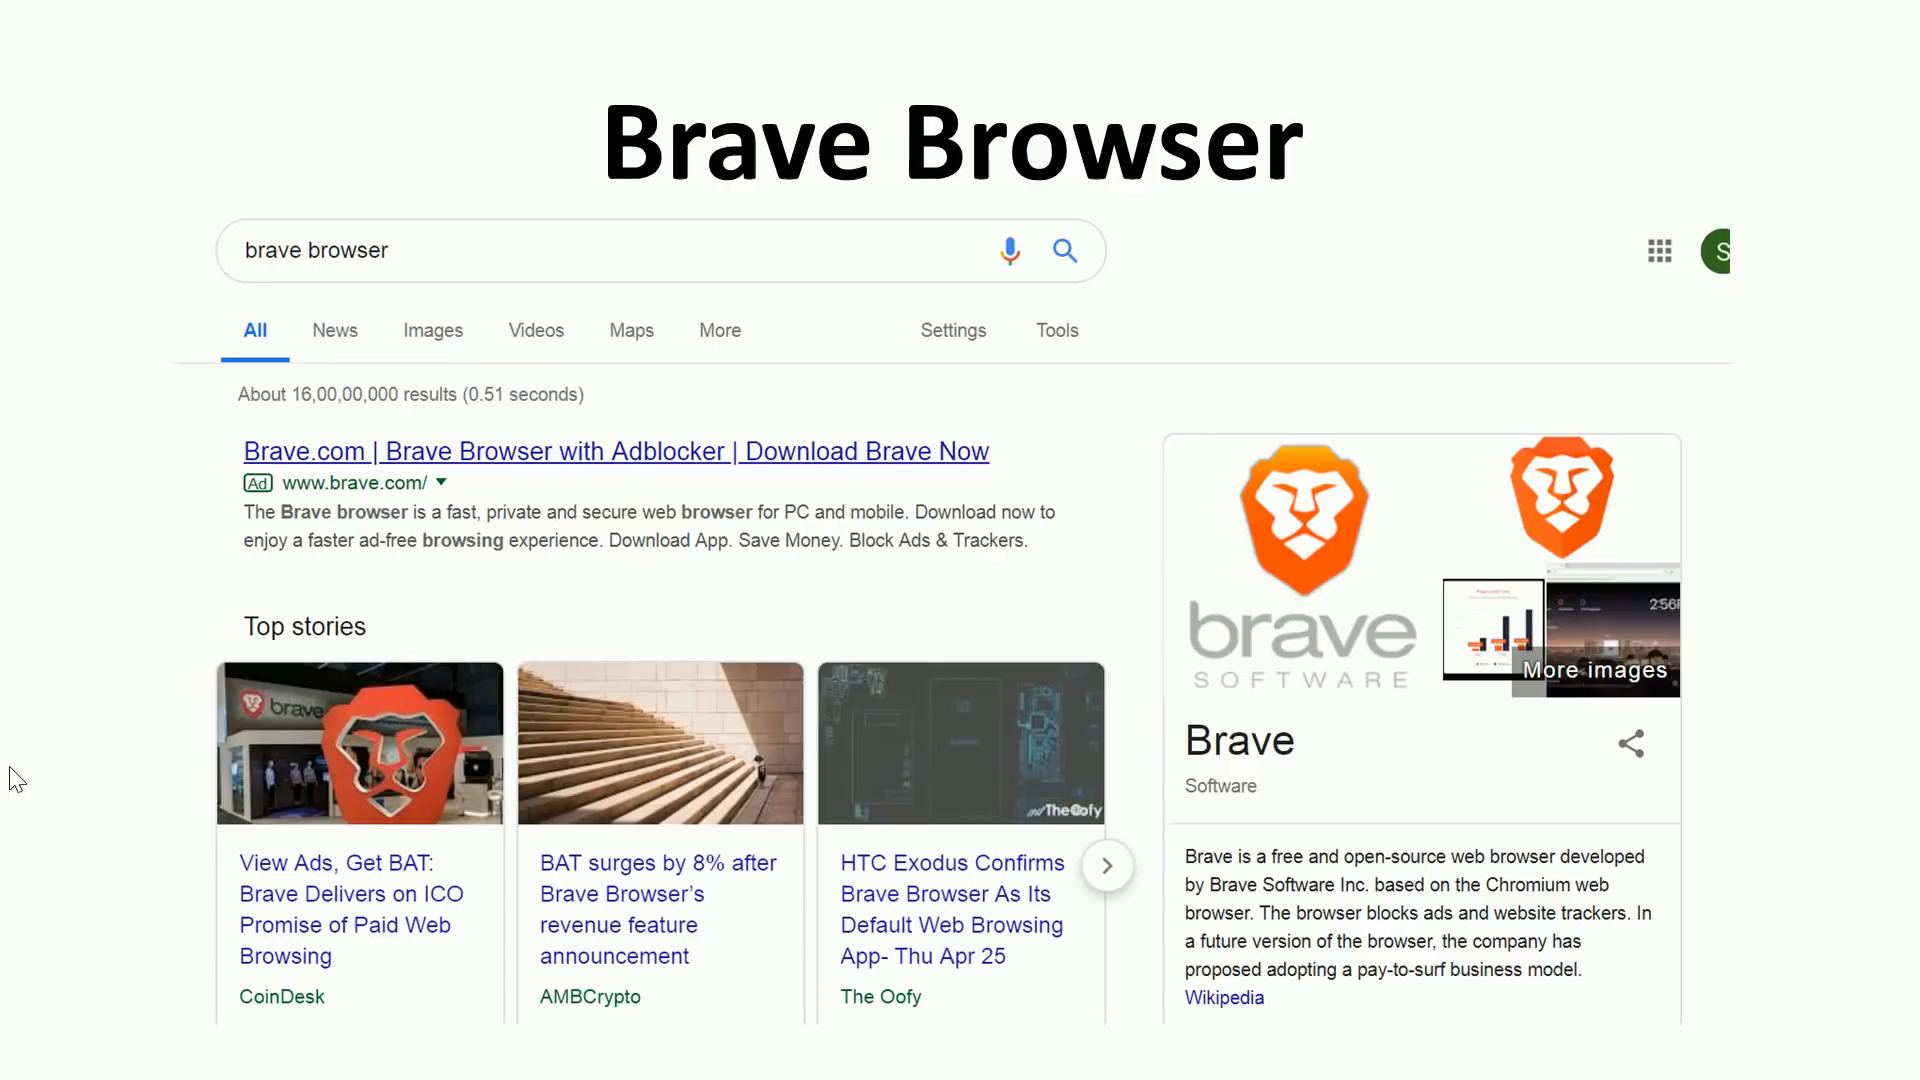 Brave Browser
brave browser
S
All News Images Videos Maps More Settings Tools
About 16,00,00,000 results (0.51 seconds)
Brave.com | Brave Browser with Adblocker | Download Brave Now
Ad www.brave.com/
The Brave browser is a fast, private and secure web browser for PC and mobile. Download now to
enjoy a faster ad-free browsing experience. Download App. Save Money. Block Ads & Trackers.
Top stories
brave
TheOofy
View Ads, Get BAT:
Brave Delivers on ICO
Promise of Paid Web
Browsing
CoinDesk
BAT surges by 8% after
Brave Browser’s
revenue feature
announcement
AMBCrypto
HTC Exodus Confirms
Brave Browser As Its
Default Web Browsing
App- Thu Apr 25
The Oofy
brave
SOFTWARE
2:56
More images
Brave
Software
Brave is a free and open-source web browser developed
by Brave Software Inc. based on the Chromium web
browser. The browser blocks ads and website trackers. In
a future version of the browser, the company has
proposed adopting a pay-to-surf business model.
Wikipedia